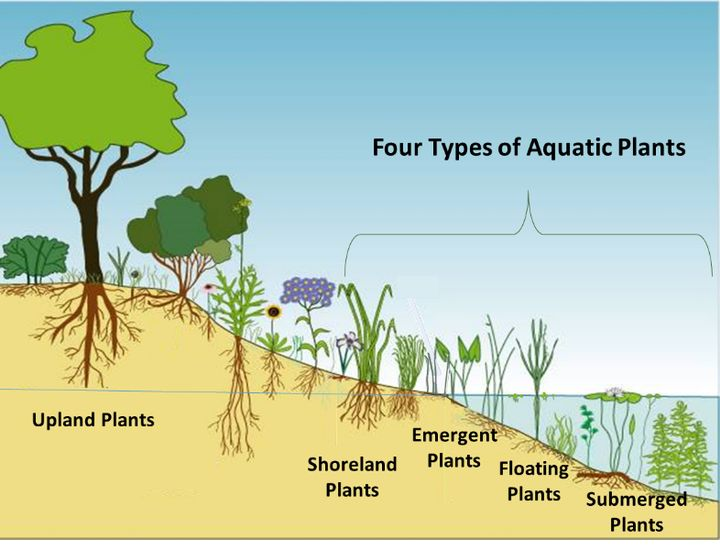 Four Types of Aquatic Plants
Upland Plants
Shoreland
Plants
Emergent
Plants
Floating
Plants
Submerged
Plants